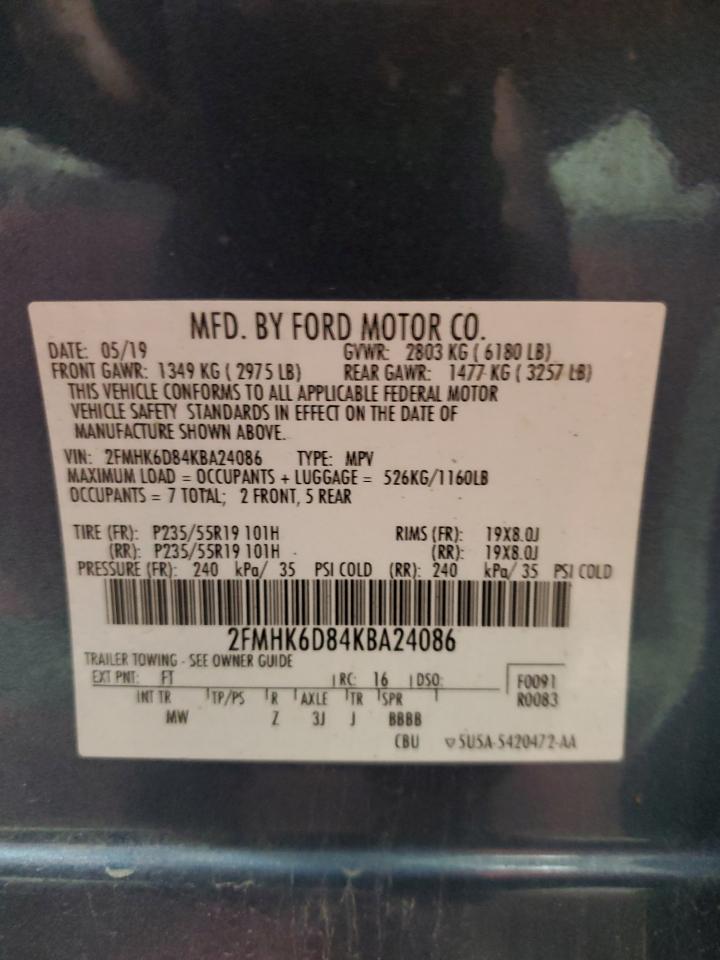 MFD. BY FORD MOTOR CO.
DATE: 05/19 GVWR: 2803 KG ( 6180 LB)
FRONT GAWR: 1349 KG ( 2975 LB) REAR GAWR: 1477 KG ( 3257 LB)
THIS VEHICLE CONFORMS TO ALL APPLICABLE FEDERAL MOTOR
VEHICLE SAFETY STANDARDS IN EFFECT ON THE DATE OF
MANUFACTURE SHOWN ABOVE.
VIN: 2FMHK6D84KBA24086 TYPE: MPV
MAXIMUM LOAD = OCCUPANTS + LUGGAGE = 526KG/1160LB
OCCUPANTS = 7 TOTAL; 2 FRONT, 5 REAR
TIRE (FR): P235/55R19 101H RIMS (FR): 19X8.0J
(RR): P235/55R19 101H (RR): 19X8.0J
PRESSURE (FR): 240 kPa/ 35 PSI COLD (RR): 240 kPa/ 35 PSI COLD
2FMHK6D84KBA24086
TRAILER TOWING - SEE OWNER GUIDE
EXT PNT: FT RC: 16 DSO: F0091
INT TR TP/PS R AXLE TR SPR R0083
MW Z 3J J BBBB
CBU 5U5A-5420472-AA